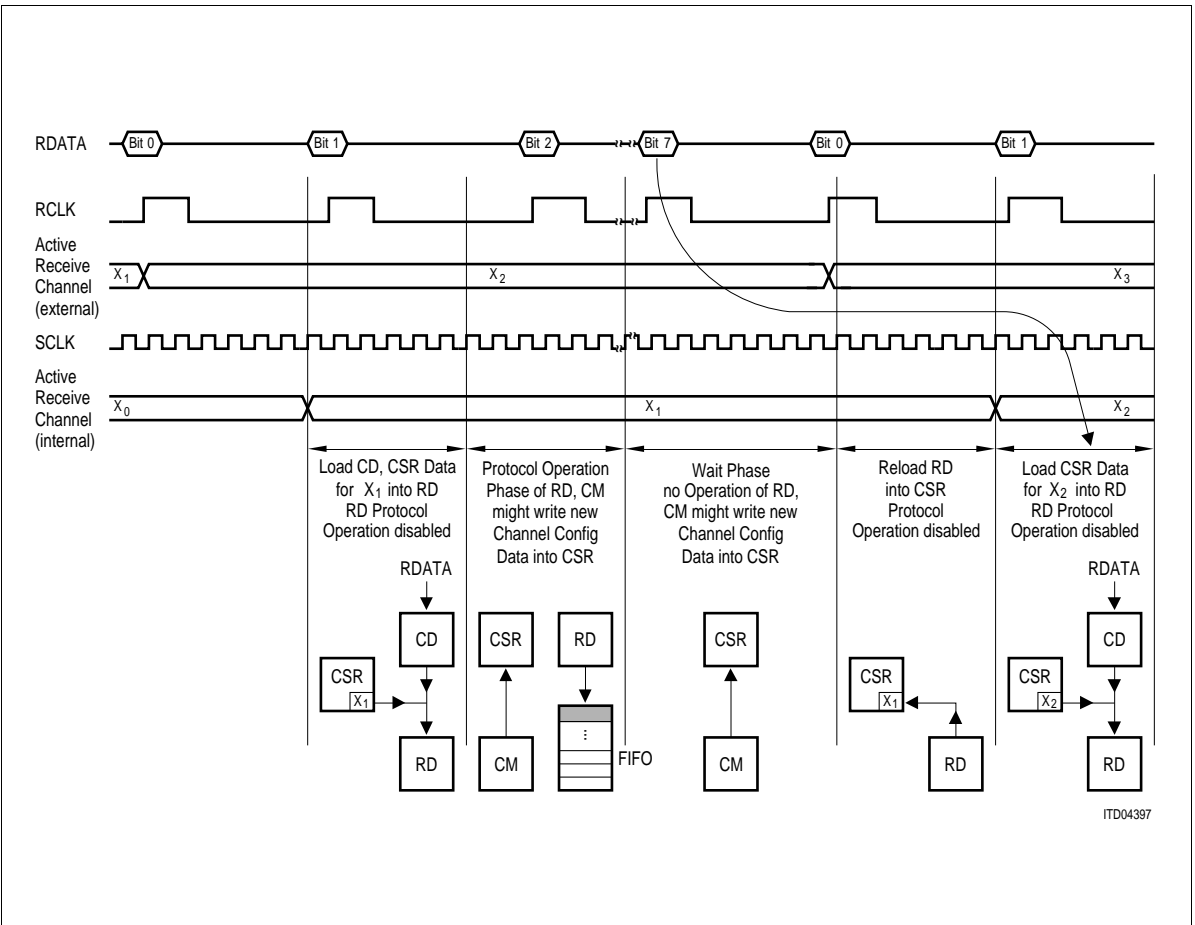 RDATA Bit 0 Bit 1 Bit 2 Bit 7 Bit 0 Bit 1
RCLK
Active
Receive
Channel
(external)
X1 X2 X3
SCLK
Active
Receive
Channel
(internal)
X0 X1 X2
Load CD, CSR Data
for X1 into RD
RD Protocol
Operation disabled
Protocol Operation
Phase of RD, CM
might write new
Channel Config
Data into CSR
Wait Phase
no Operation of RD,
CM might write new
Channel Config
Data into CSR
Reload RD
into CSR
Protocol
Operation disabled
Load CSR Data
for X2 into RD
RD Protocol
Operation disabled
RDATA
CD
CSR
X1
RD
CSR
CM
RD
⋮
FIFO
CSR
CM
CSR
X1
RD
RDATA
CD
CSR
X2
RD
ITD04397